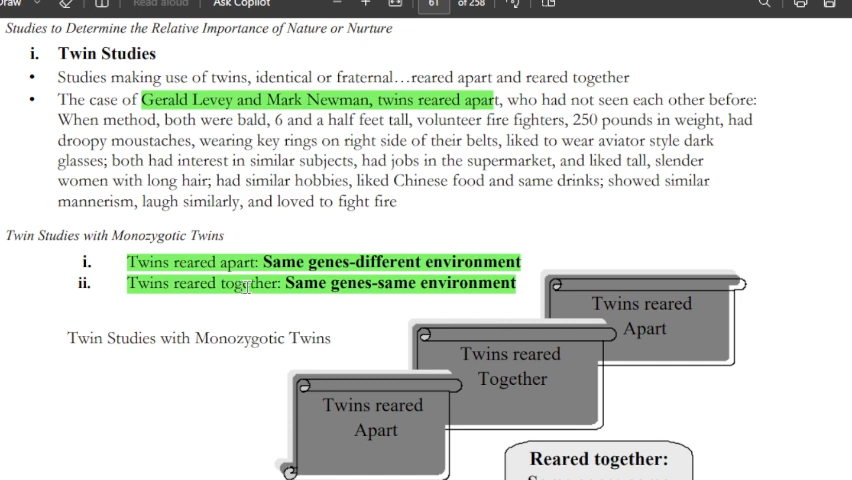 Draw
Read aloud
Ask Copilot
61
of 258
Studies to Determine the Relative Importance of Nature or Nurture
i. Twin Studies
• Studies making use of twins, identical or fraternal…reared apart and reared together
• The case of Gerald Levey and Mark Newman, twins reared apart, who had not seen each other before:
When method, both were bald, 6 and a half feet tall, volunteer fire fighters, 250 pounds in weight, had
droopy moustaches, wearing key rings on right side of their belts, liked to wear aviator style dark
glasses; both had interest in similar subjects, had jobs in the supermarket, and liked tall, slender
women with long hair; had similar hobbies, liked Chinese food and same drinks; showed similar
mannerism, laugh similarly, and loved to fight fire
Twin Studies with Monozygotic Twins
i. Twins reared apart: Same genes-different environment
ii. Twins reared together: Same genes-same environment
Twin Studies with Monozygotic Twins
Twins reared
Apart
Twins reared
Together
Twins reared
Apart
Reared together: